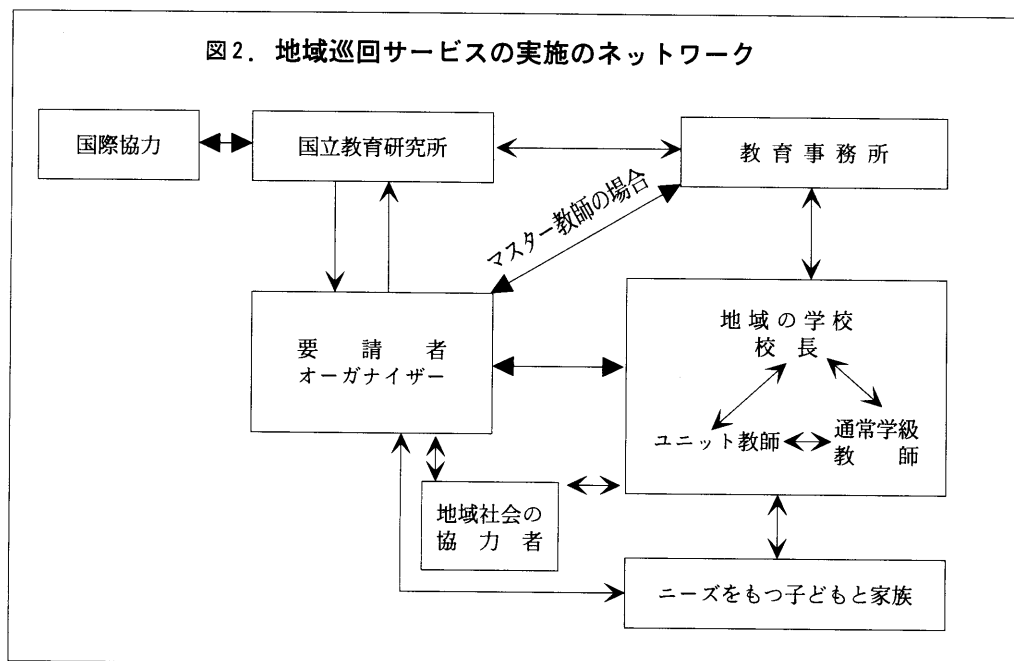 図2. 地域巡回サービスの実施のネットワーク
国際協力
国立教育研究所
教育事務所
マスター教師の場合
要請者
オーガナイザー
地域の学校
校長
ユニット教師
通常学級
教師
地域社会の
協力者
ニーズをもつ子どもと家族